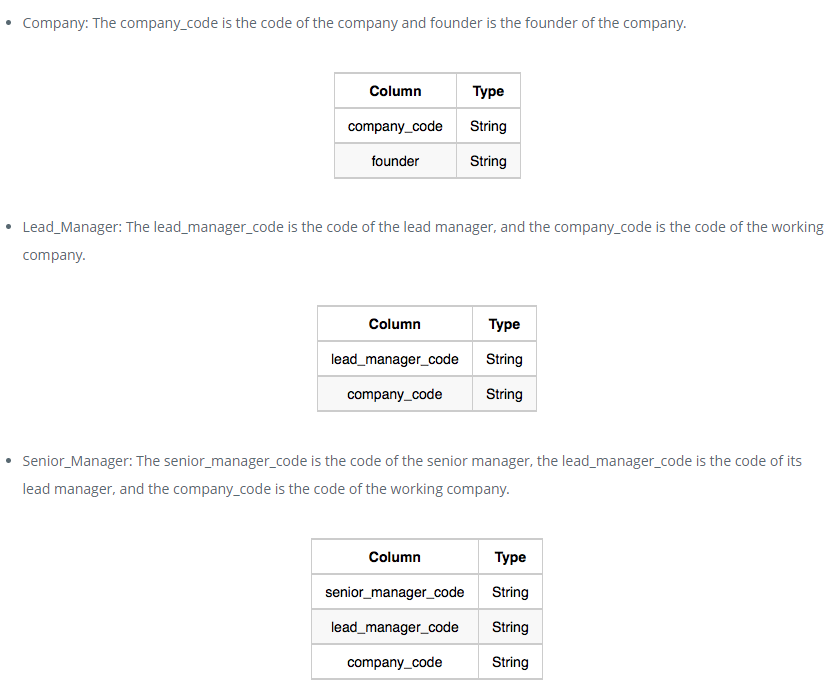 • Company: The company_code is the code of the company and founder is the founder of the company.
Column Type
company_code String
founder String
• Lead_Manager: The lead_manager_code is the code of the lead manager, and the company_code is the code of the working
company.
Column Type
lead_manager_code String
company_code String
• Senior_Manager: The senior_manager_code is the code of the senior manager, the lead_manager_code is the code of its
lead manager, and the company_code is the code of the working company.
Column Type
senior_manager_code String
lead_manager_code String
company_code String